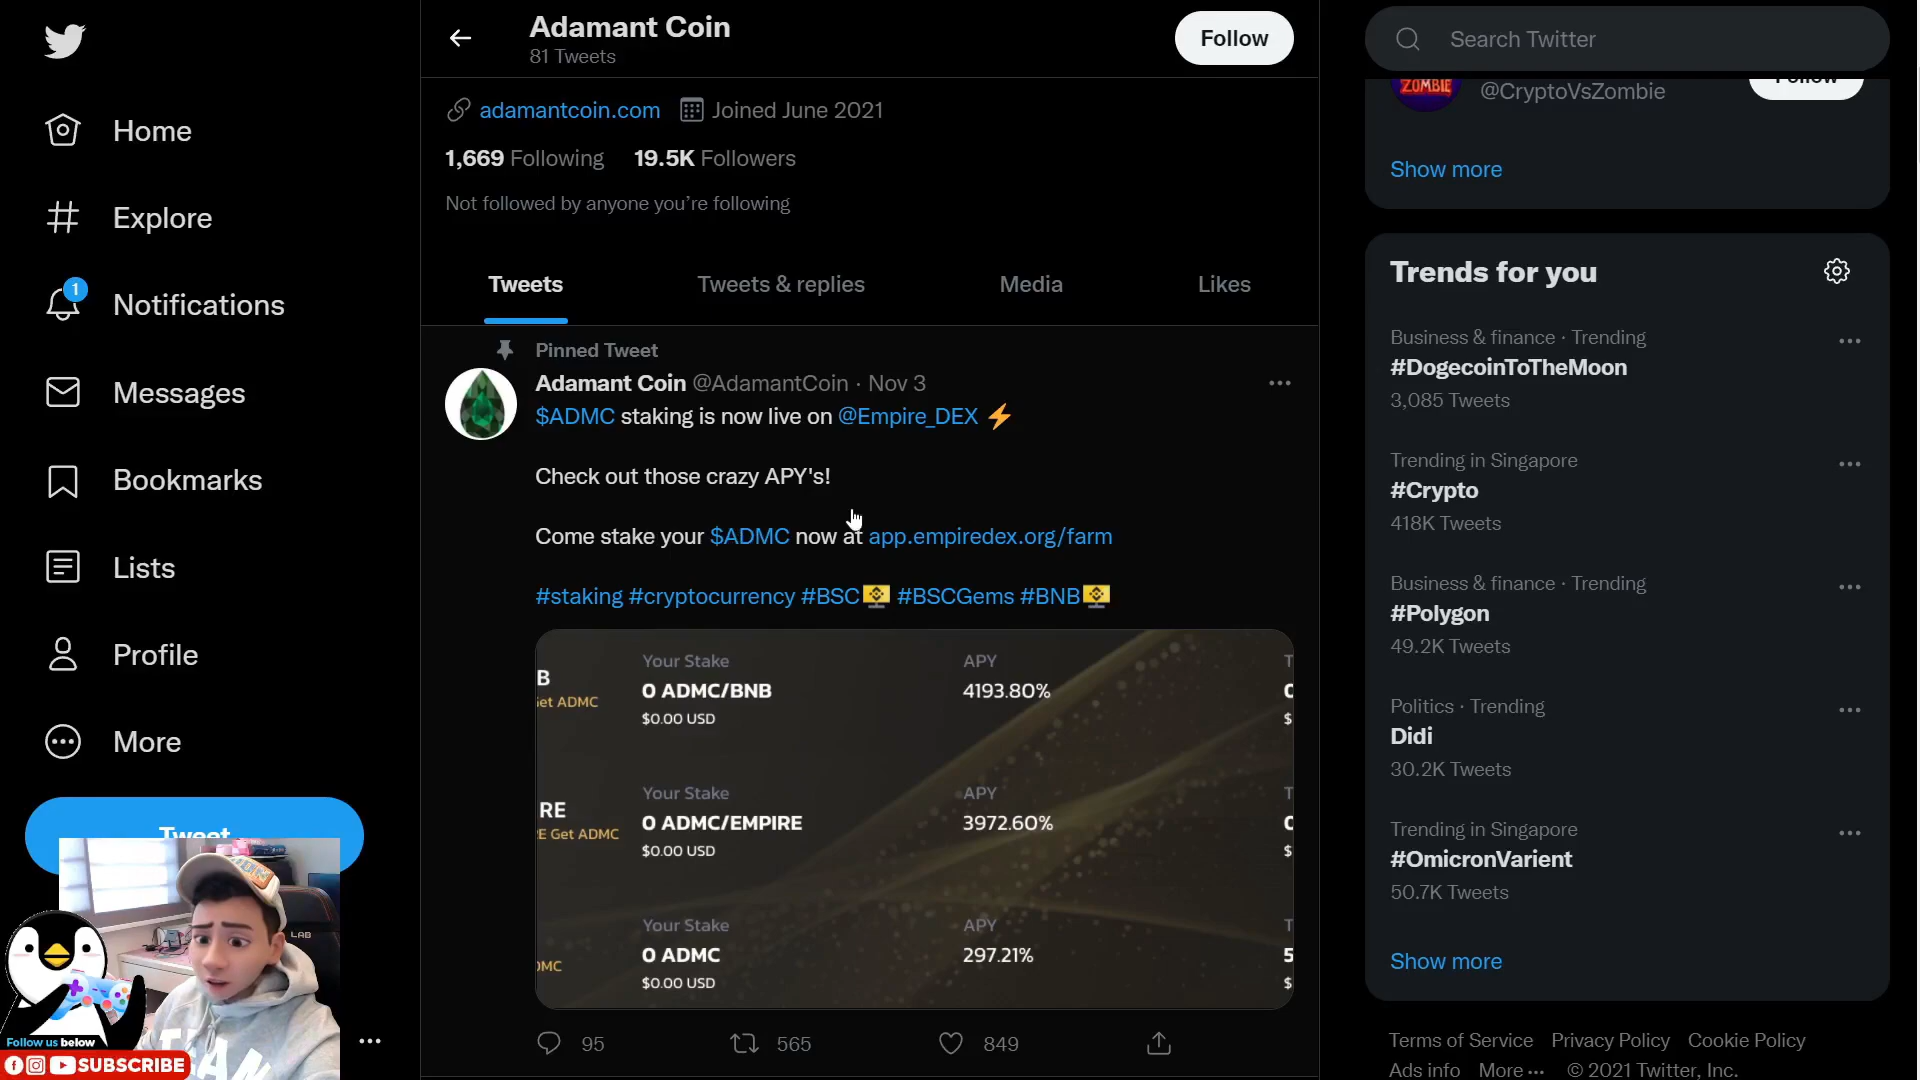 Home
Explore
1
Notifications
Messages
Bookmarks
Lists
Profile
More
Tweet
LAB
Follow us below
SUBSCRIBE
Adamant Coin
81 Tweets
Follow
adamantcoin.com Joined June 2021
1,669 Following 19.5K Followers
Not followed by anyone you're following
Tweets Tweets & replies Media Likes
Pinned Tweet
Adamant Coin @AdamantCoin · Nov 3
$ADMC staking is now live on @Empire_DEX ⚡
Check out those crazy APY's!
Come stake your $ADMC now at app.empiredex.org/farm
#staking #cryptocurrency #BSC #BSCGems #BNB
B
Get ADMC
Your Stake
0 ADMC/BNB
$0.00 USD
APY
4193.80%
T
$
RE
E Get ADMC
Your Stake
0 ADMC/EMPIRE
$0.00 USD
APY
3972.60%
T
$
Your Stake
0 ADMC
$0.00 USD
APY
297.21%
T
5
$
95 565 849
Search Twitter
ZOMBIE
@CryptoVsZombie
Follow
Show more
Trends for you
Business & finance · Trending
#DogecoinToTheMoon
3,085 Tweets
Trending in Singapore
#Crypto
418K Tweets
Business & finance · Trending
#Polygon
49.2K Tweets
Politics · Trending
Didi
30.2K Tweets
Trending in Singapore
#OmicronVarient
50.7K Tweets
Show more
Terms of Service Privacy Policy Cookie Policy
Ads info More ··· © 2021 Twitter, Inc.